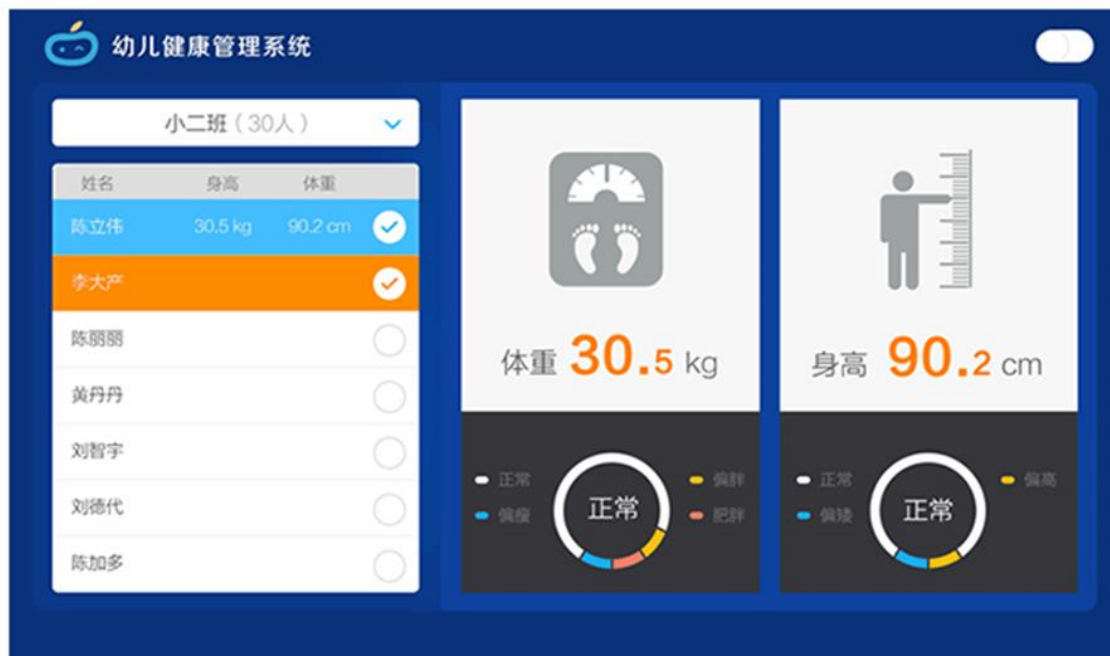 幼儿健康管理系统
小二班（30人）
姓名 身高 体重
陈立伟 30.5 kg 90.2 cm
李大产
陈丽丽
黄丹丹
刘智宇
刘德代
陈加多
体重 30.5 kg
正常 偏胖
偏瘦 肥胖
正常
身高 90.2 cm
正常 偏高
偏矮
正常